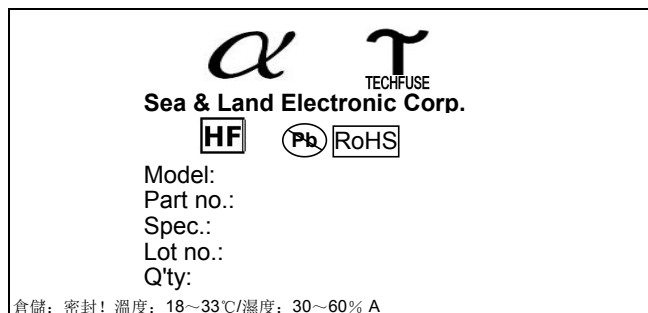 α T
TECHFUSE
Sea & Land Electronic Corp.
HF Pb RoHS
Model:
Part no.:
Spec.:
Lot no.:
Q'ty:
倉儲：密封！溫度：18～33℃/濕度：30～60% A